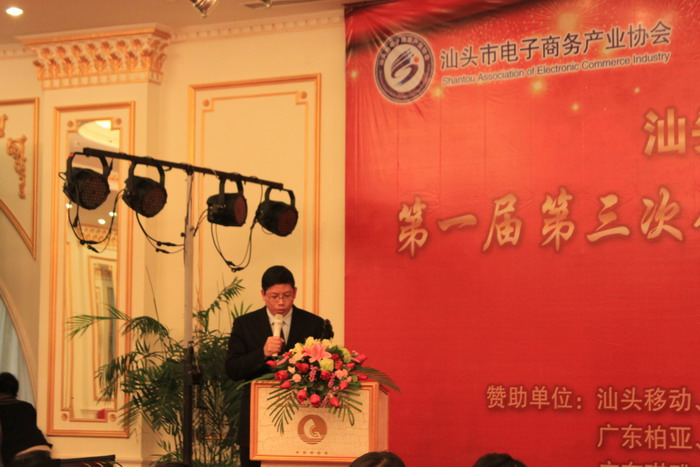 汕头市电子商务产业协会
Shantou Association of Electronic Commerce Industry
汕
第一届第三次
赞助单位：汕头移动、
广东柏亚、